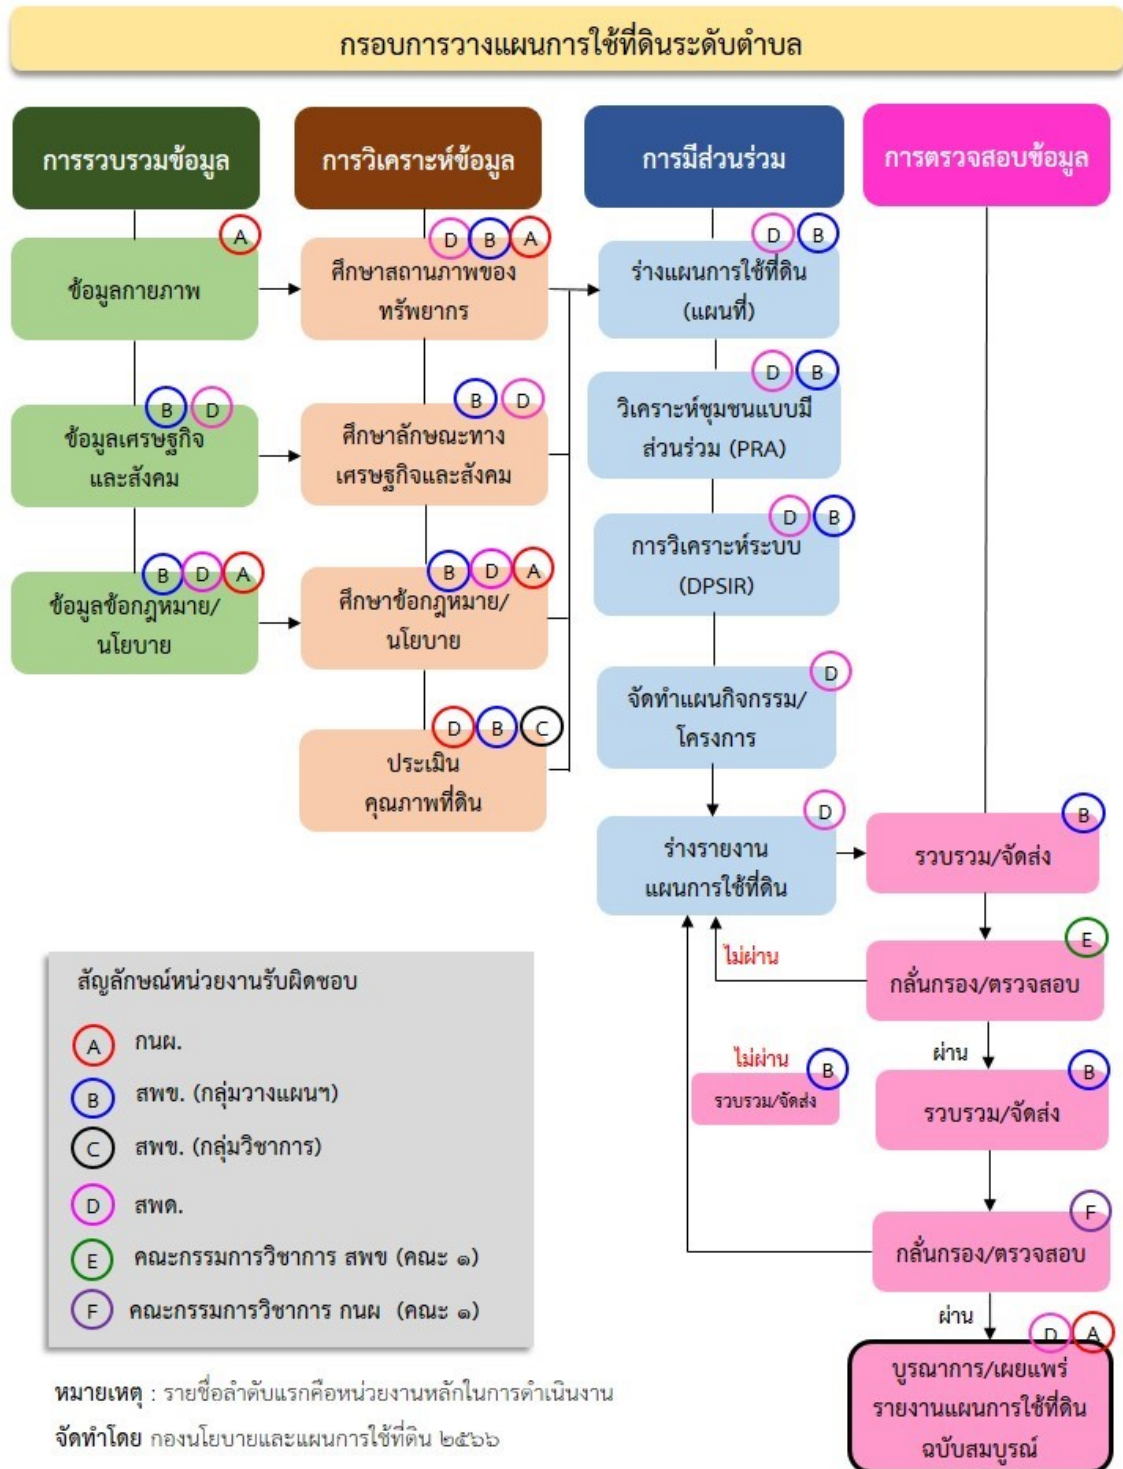 กรอบการวางแผนการใช้ที่ดินระดับตำบล
การรวบรวมข้อมูล
A
ข้อมูลกายภาพ
B D
ข้อมูลเศรษฐกิจ
และสังคม
B D A
ข้อมูลข้อกฎหมาย/
นโยบาย
การวิเคราะห์ข้อมูล
D B A
ศึกษาสถานภาพของ
ทรัพยากร
B D
ศึกษาลักษณะทาง
เศรษฐกิจและสังคม
B D A
ศึกษาข้อกฎหมาย/
นโยบาย
D B C
ประเมิน
คุณภาพที่ดิน
การมีส่วนร่วม
D B
ร่างแผนการใช้ที่ดิน
(แผนที่)
D B
วิเคราะห์ชุมชนแบบมี
ส่วนร่วม (PRA)
D B
การวิเคราะห์ระบบ
(DPSIR)
D
จัดทำแผนกิจกรรม/
โครงการ
D
ร่างรายงาน
แผนการใช้ที่ดิน
การตรวจสอบข้อมูล
B
รวบรวม/จัดส่ง
E
กลั่นกรอง/ตรวจสอบ
ไม่ผ่าน
ผ่าน
B
รวบรวม/จัดส่ง
ไม่ผ่าน
B
รวบรวม/จัดส่ง
F
กลั่นกรอง/ตรวจสอบ
ผ่าน
D A
บูรณาการ/เผยแพร่
รายงานแผนการใช้ที่ดิน
ฉบับสมบูรณ์
สัญลักษณ์หน่วยงานรับผิดชอบ
A กนผ.
B สพข. (กลุ่มวางแผนฯ)
C สพข. (กลุ่มวิชาการ)
D สพด.
E คณะกรรมการวิชาการ สพข (คณะ ๑)
F คณะกรรมการวิชาการ กนผ (คณะ ๑)
หมายเหตุ : รายชื่อลำดับแรกคือหน่วยงานหลักในการดำเนินงาน
จัดทำโดย กองนโยบายและแผนการใช้ที่ดิน ๒๕๖๖